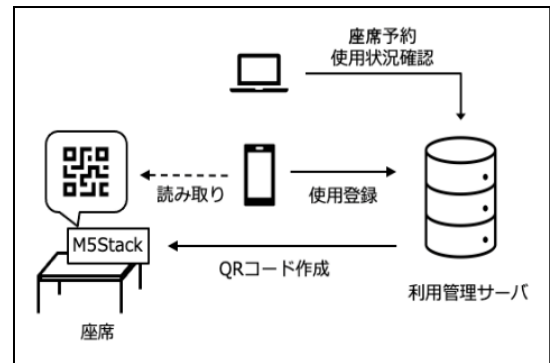 座席予約
使用状況確認
読み取り
使用登録
M5Stack
QRコード作成
利用管理サーバ
座席